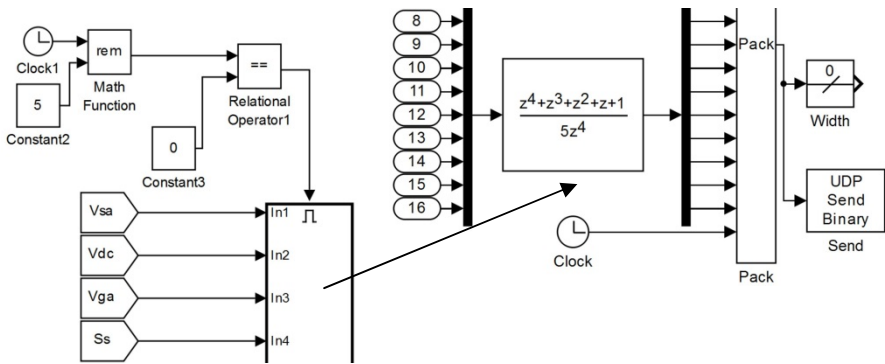 Clock1
rem
Math
Function
5
Constant2
==
Relational
Operator1
0
Constant3
Vsa
Vdc
Vga
Ss
In1
In2
In3
In4
8
9
10
11
12
13
14
15
16
z⁴+z³+z²+z+1
5z⁴
Clock
Pack
Pack
0
Width
UDP
Send
Binary
Send